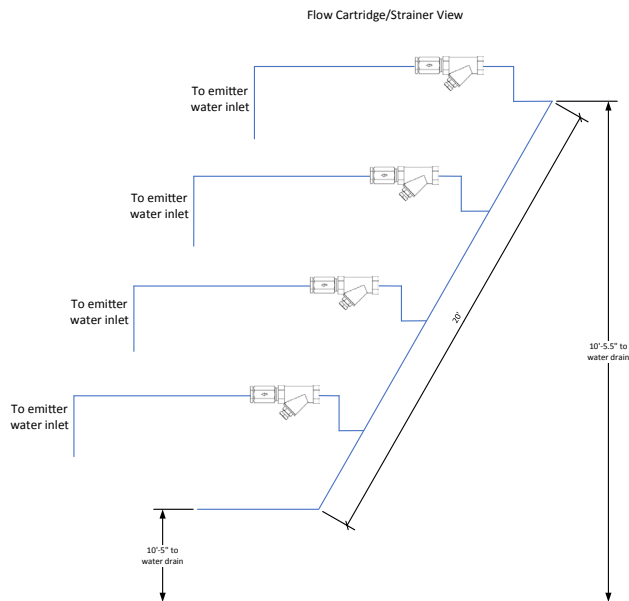 Flow Cartridge/Strainer View
To emitter
water inlet
To emitter
water inlet
To emitter
water inlet
20'
10'-5.5" to
water drain
To emitter
water inlet
10'-5" to
water drain